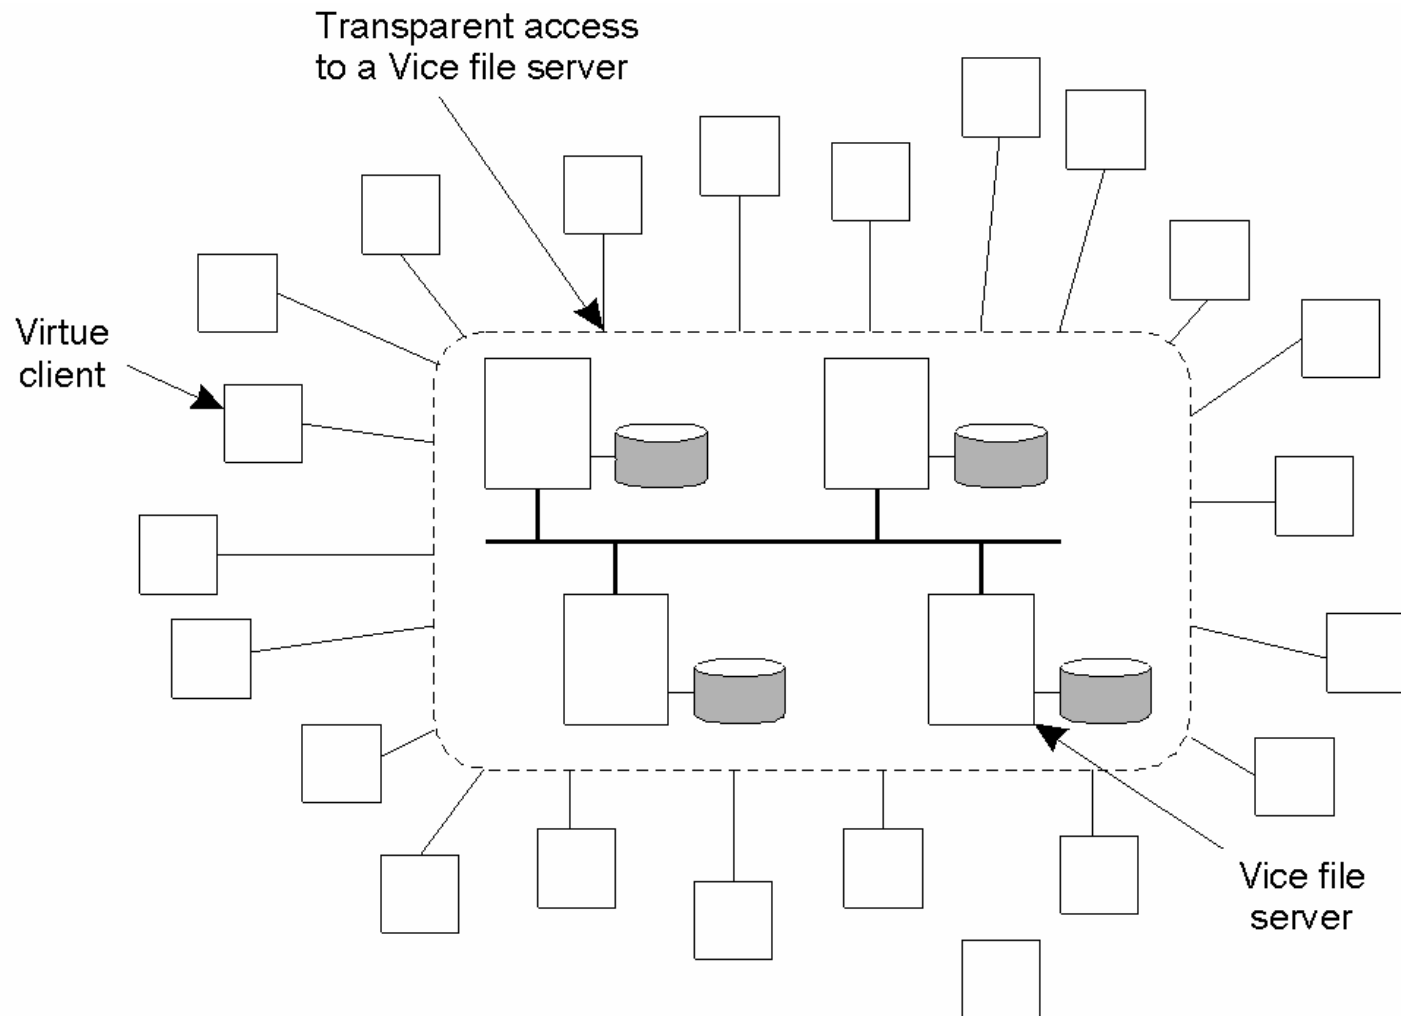 Transparent access
to a Vice file server
Virtue
client
Vice file
server